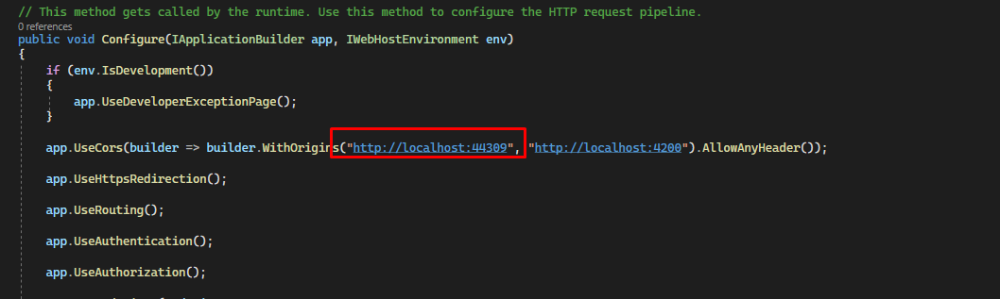 // This method gets called by the runtime. Use this method to configure the HTTP request pipeline.
0 references
public void Configure(IApplicationBuilder app, IWebHostEnvironment env)
{
if (env.IsDevelopment())
{
app.UseDeveloperExceptionPage();
}
app.UseCors(builder => builder.WithOrigins("http://localhost:44309", "http://localhost:4200").AllowAnyHeader());
app.UseHttpsRedirection();
app.UseRouting();
app.UseAuthentication();
app.UseAuthorization();